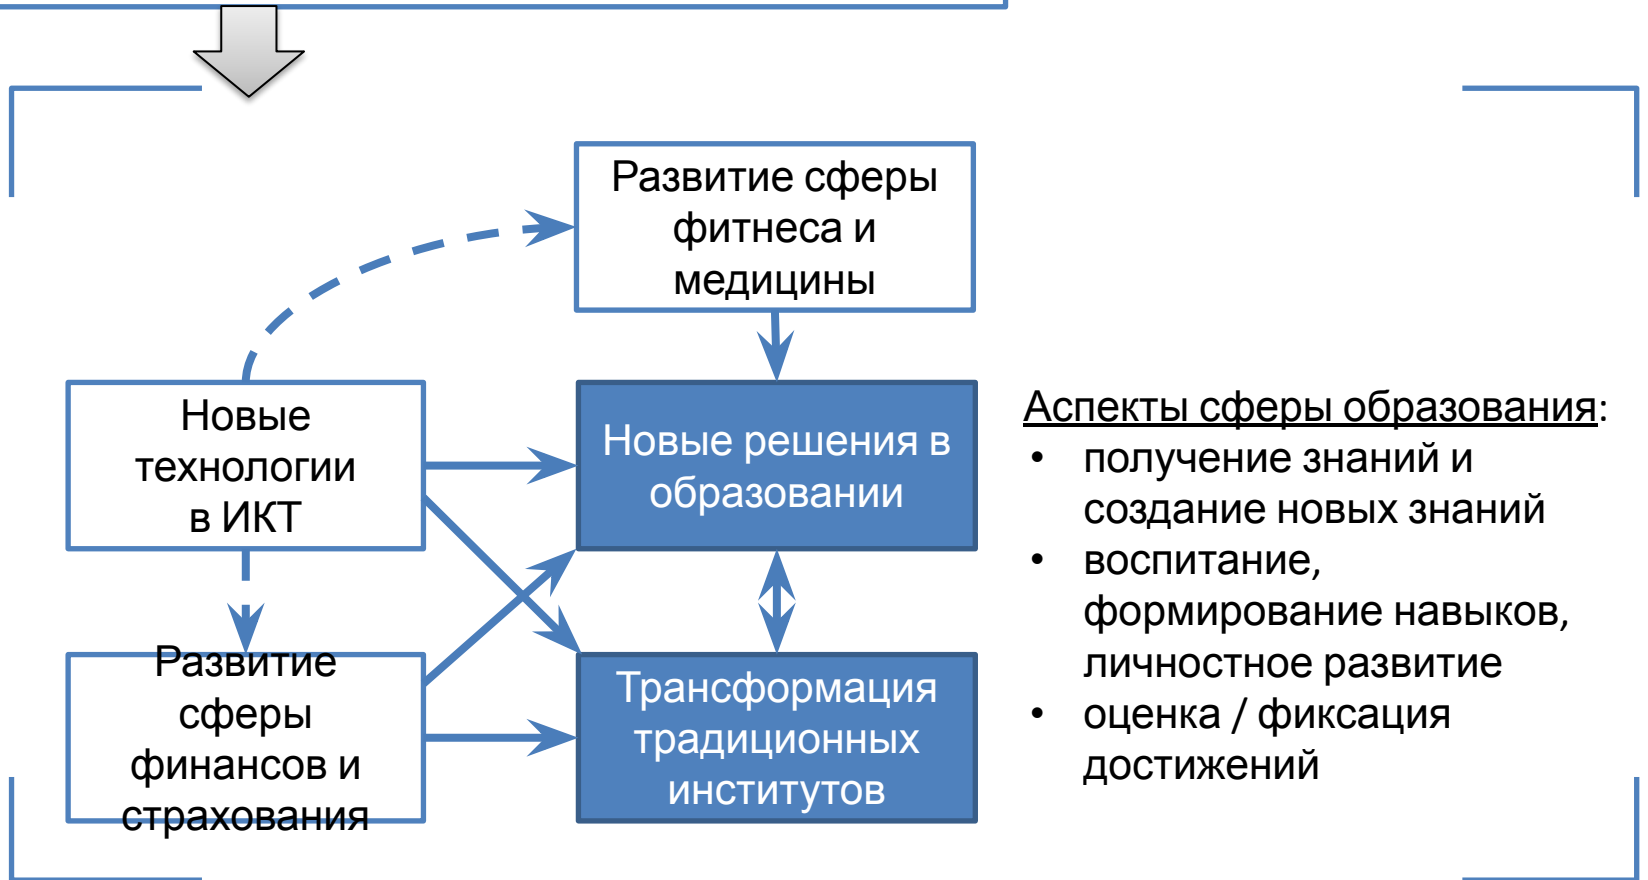 Развитие сферы
фитнеса и
медицины
Новые
технологии
в ИКТ
Новые решения в
образовании
Развитие
сферы
финансов и
страхования
Трансформация
традиционных
институтов
Аспекты сферы образования:
• получение знаний и
создание новых знаний
• воспитание,
формирование навыков,
личностное развитие
• оценка / фиксация
достижений